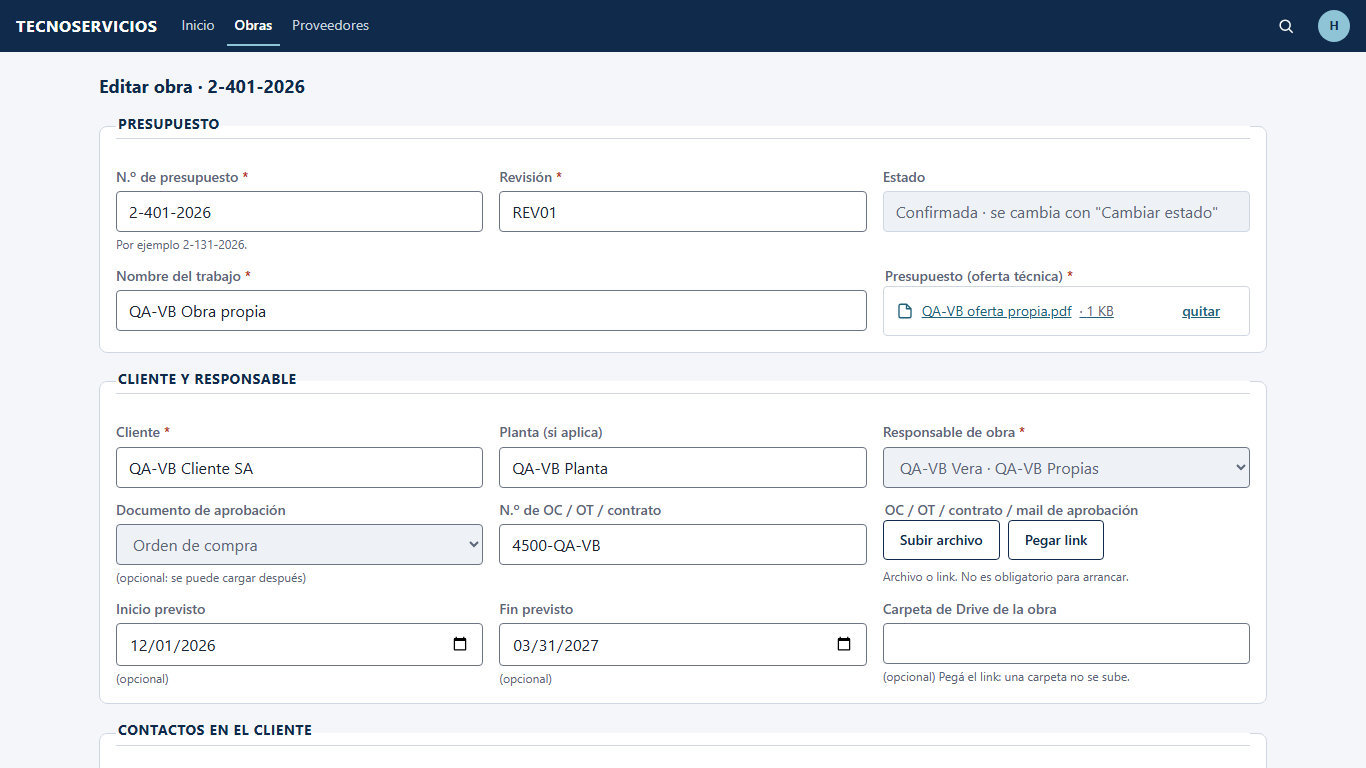 TECNOSERVICIOS Inicio Obras Proveedores H
Editar obra · 2-401-2026
PRESUPUESTO
N.º de presupuesto * Revisión * Estado
2-401-2026 REV01 Confirmada · se cambia con "Cambiar estado"
Por ejemplo 2-131-2026.
Nombre del trabajo * Presupuesto (oferta técnica) *
QA-VB Obra propia QA-VB oferta propia.pdf · 1 KB quitar
CLIENTE Y RESPONSABLE
Cliente * Planta (si aplica) Responsable de obra *
QA-VB Cliente SA QA-VB Planta QA-VB Vera · QA-VB Propias
Documento de aprobación N.º de OC / OT / contrato OC / OT / contrato / mail de aprobación
Orden de compra 4500-QA-VB Subir archivo Pegar link
(opcional: se puede cargar después) Archivo o link. No es obligatorio para arrancar.
Inicio previsto Fin previsto Carpeta de Drive de la obra
12/01/2026 03/31/2027
(opcional) (opcional) (opcional) Pegá el link: una carpeta no se sube.
CONTACTOS EN EL CLIENTE